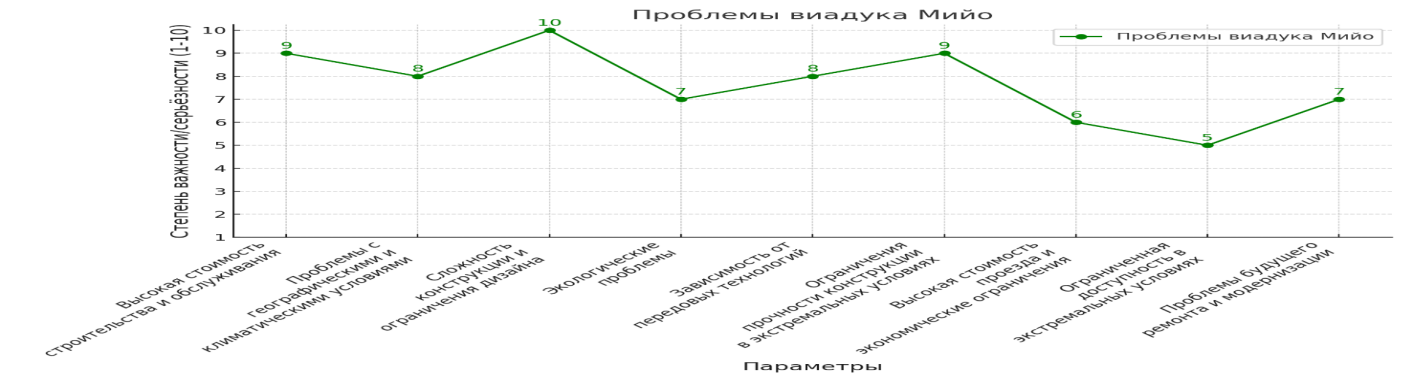 Проблемы виадука Мийо
Проблемы виадука Мийо
Степень важности/серьёзности (1-10)
10
9
8
7
6
5
4
3
2
1
9
8
10
7
8
9
6
5
7
Высокая стоимость
строительства и обслуживания
Проблемы с
географическими и
климатическими условиями
Сложность
конструкции и
ограничения дизайна
Экологические
проблемы
Зависимость от
передовых технологий
Ограничения
прочности конструкции
в экстремальных условиях
Высокая стоимость
проезда и
экономические ограничения
Ограниченная
доступность в
экстремальных условиях
Проблемы будущего
ремонта и модернизации
Параметры